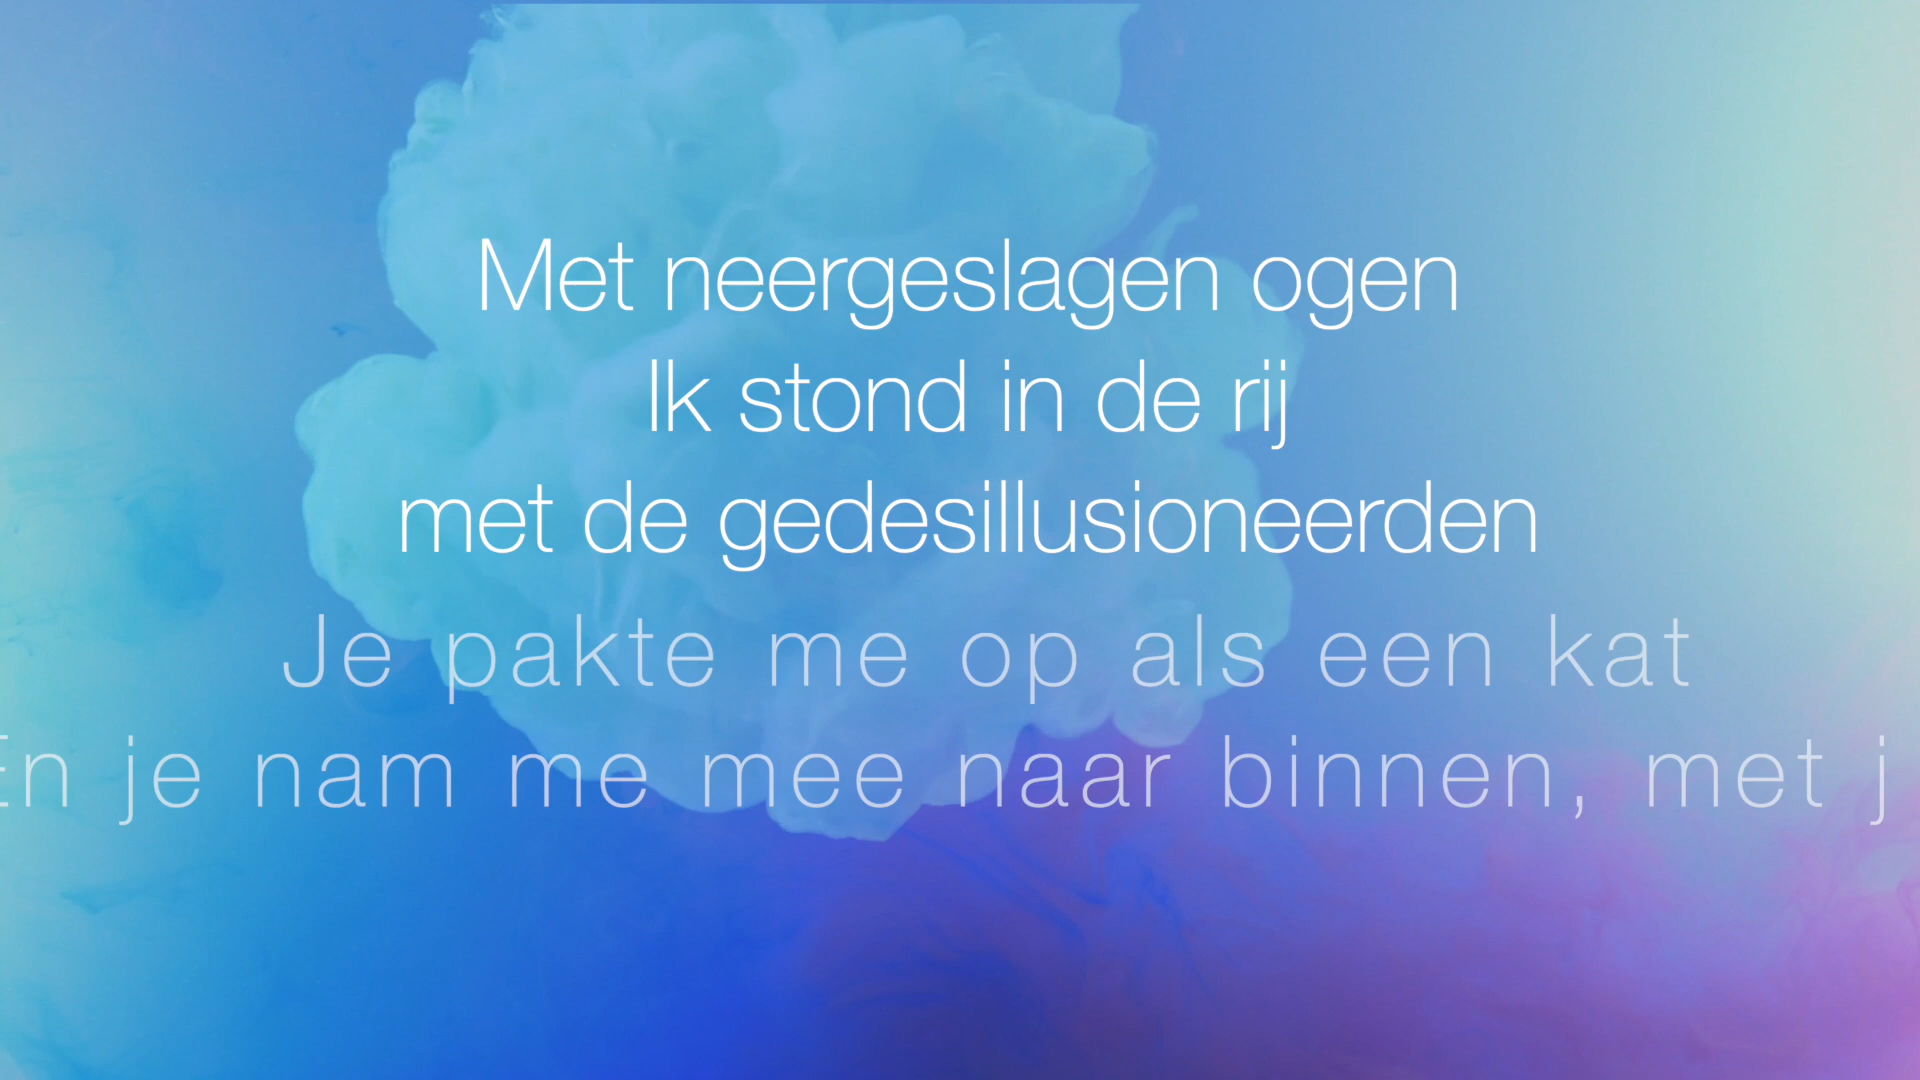 Met neergeslagen ogen
Ik stond in de rij
met de gedesillusioneerden
Je pakte me op als een kat
En je nam me mee naar binnen, met j